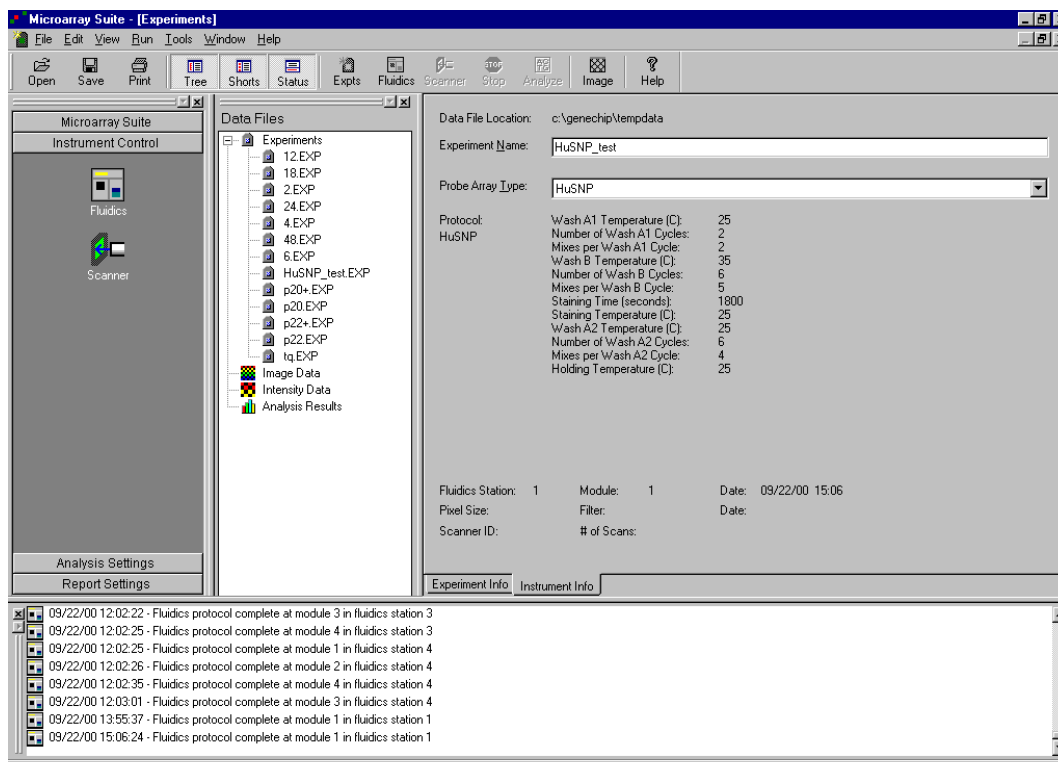 Microarray Suite - [Experiments]
File Edit View Run Tools Window Help
Open Save Print Tree Shorts Status Expts Fluidics Scanner Stop Analyze Image Help
Microarray Suite
Instrument Control
Fluidics
Scanner
Analysis Settings
Report Settings
Data Files
Experiments
12.EXP
18.EXP
2.EXP
24.EXP
4.EXP
48.EXP
6.EXP
HuSNP_test.EXP
p20+.EXP
p20.EXP
p22+.EXP
p22.EXP
tq.EXP
Image Data
Intensity Data
Analysis Results
Data File Location: c:\genechip\tempdata
Experiment Name: HuSNP_test
Probe Array Type: HuSNP
Protocol:
HuSNP
Wash A1 Temperature (C): 25
Number of Wash A1 Cycles: 2
Mixes per Wash A1 Cycle: 2
Wash B Temperature (C): 35
Number of Wash B Cycles: 6
Mixes per Wash B Cycle: 5
Staining Time (seconds): 1800
Staining Temperature (C): 25
Wash A2 Temperature (C): 25
Number of Wash A2 Cycles: 6
Mixes per Wash A2 Cycle: 4
Holding Temperature (C): 25
Fluidics Station: 1 Module: 1 Date: 09/22/00 15:06
Pixel Size: Filter: Date:
Scanner ID: # of Scans:
Experiment Info Instrument Info
09/22/00 12:02:22 - Fluidics protocol complete at module 3 in fluidics station 3
09/22/00 12:02:25 - Fluidics protocol complete at module 4 in fluidics station 3
09/22/00 12:02:25 - Fluidics protocol complete at module 1 in fluidics station 4
09/22/00 12:02:26 - Fluidics protocol complete at module 2 in fluidics station 4
09/22/00 12:02:35 - Fluidics protocol complete at module 4 in fluidics station 4
09/22/00 12:03:01 - Fluidics protocol complete at module 3 in fluidics station 4
09/22/00 13:55:37 - Fluidics protocol complete at module 1 in fluidics station 1
09/22/00 15:06:24 - Fluidics protocol complete at module 1 in fluidics station 1